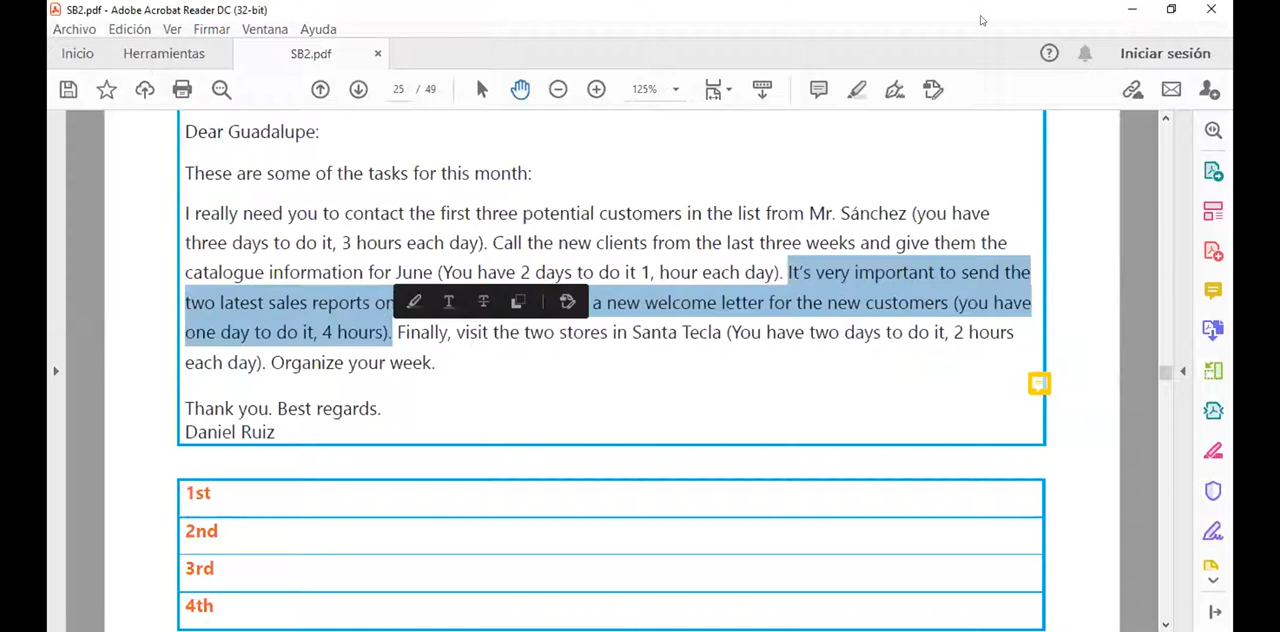 SB2.pdf - Adobe Acrobat Reader DC (32-bit)
Archivo Edición Ver Firmar Ventana Ayuda
Inicio Herramientas SB2.pdf × Iniciar sesión
25 / 49 125%
Dear Guadalupe:
These are some of the tasks for this month:
I really need you to contact the first three potential customers in the list from Mr. Sánchez (you have
three days to do it, 3 hours each day). Call the new clients from the last three weeks and give them the
catalogue information for June (You have 2 days to do it 1, hour each day). It's very important to send the
two latest sales reports on a new welcome letter for the new customers (you have
one day to do it, 4 hours). Finally, visit the two stores in Santa Tecla (You have two days to do it, 2 hours
each day). Organize your week.
Thank you. Best regards.
Daniel Ruiz
1st
2nd
3rd
4th